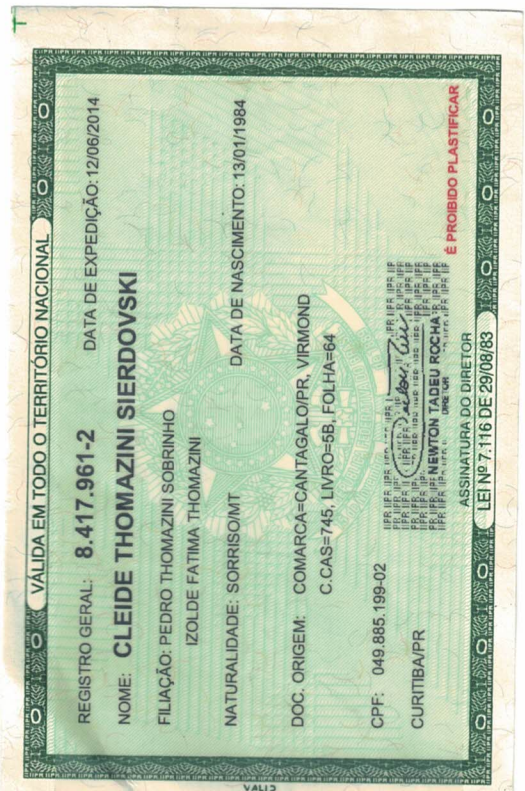 VÁLIDA EM TODO O TERRITÓRIO NACIONAL
REGISTRO GERAL: 8.417.961-2 DATA DE EXPEDIÇÃO: 12/06/2014
NOME: CLEIDE THOMAZINI SIERDOVSKI
FILIAÇÃO: PEDRO THOMAZINI SOBRINHO
IZOLDE FATIMA THOMAZINI
NATURALIDADE: SORRISO/MT DATA DE NASCIMENTO: 13/01/1984
DOC. ORIGEM: COMARCA=CANTAGALO/PR, VIRMOND
C.CAS=745, LIVRO=5B, FOLHA=64
CPF: 049.885.199-02
CURITIBA/PR
NEWTON TADEU ROCHA
DIRETOR
ASSINATURA DO DIRETOR
É PROIBIDO PLASTIFICAR
LEI Nº 7.116 DE 29/08/83